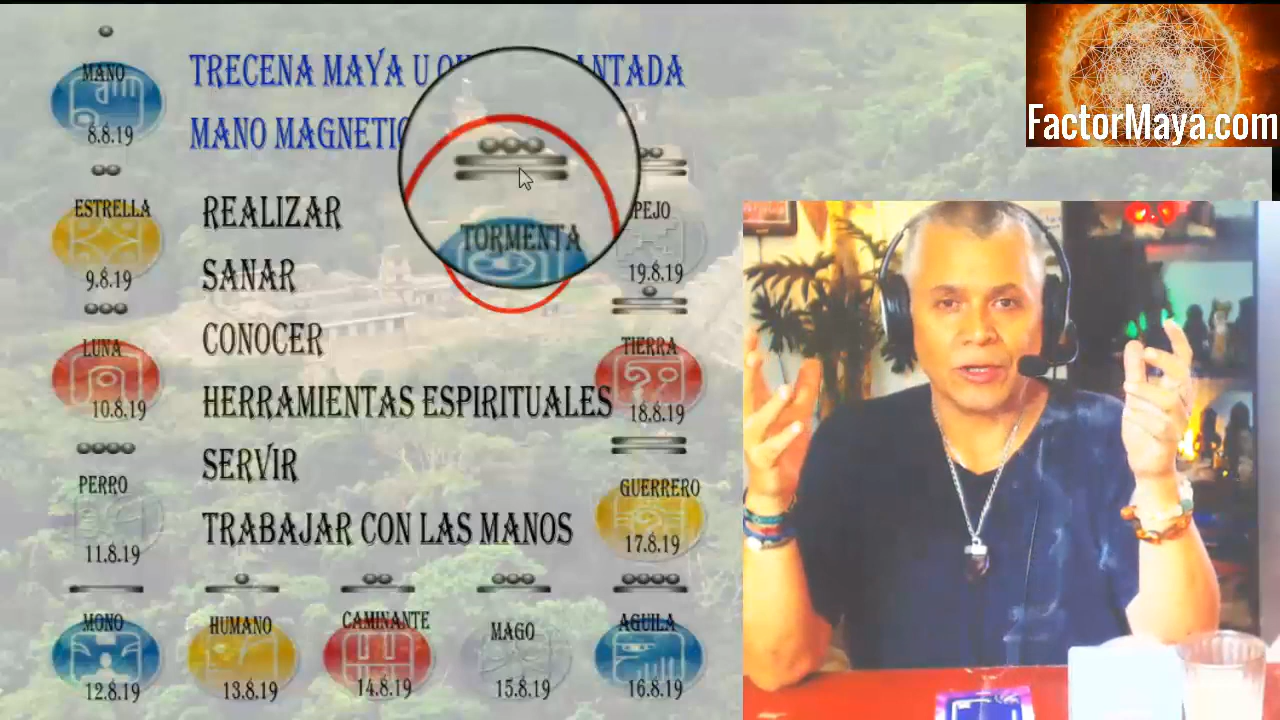 MANO
8.8.19
TRECENA MAYA U
ANTADA
MANO MAGNETIC
FactorMaya.com
ESTRELLA
9.8.19
REALIZAR
TORMENTA
PEJO
19.8.19
SANAR
LUNA
10.8.19
CONOCER
TIERRA
18.8.19
HERRAMIENTAS ESPIRITUALES
PERRO
11.8.19
SERVIR
GUERRERO
17.8.19
TRABAJAR CON LAS MANOS
MONO
12.8.19
HUMANO
13.8.19
CAMINANTE
14.8.19
MAGO
15.8.19
AGUILA
16.8.19